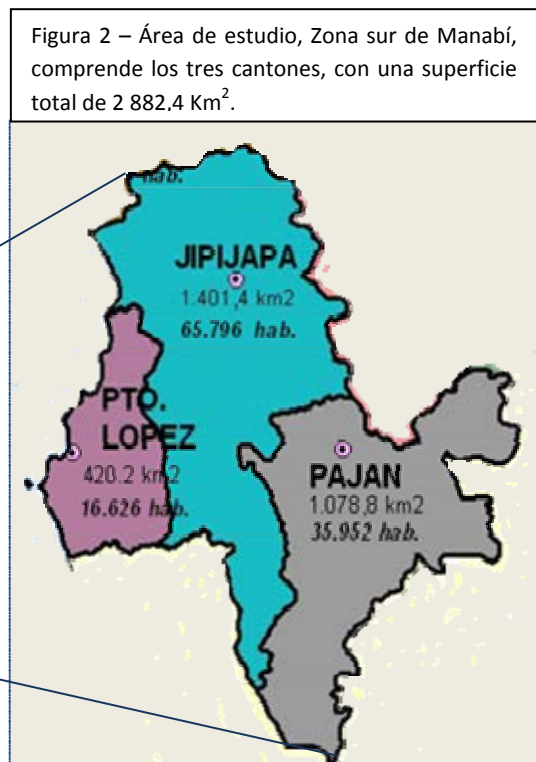 Figura 2 – Área de estudio, Zona sur de Manabí,
comprende los tres cantones, con una superficie
total de 2 882,4 Km².
hab.
JIPIJAPA
1.401,4 km2
65.796 hab.
PTO.
LOPEZ
420.2 km2
16.626 hab.
PAJAN
1.078,8 km2
35.952 hab.